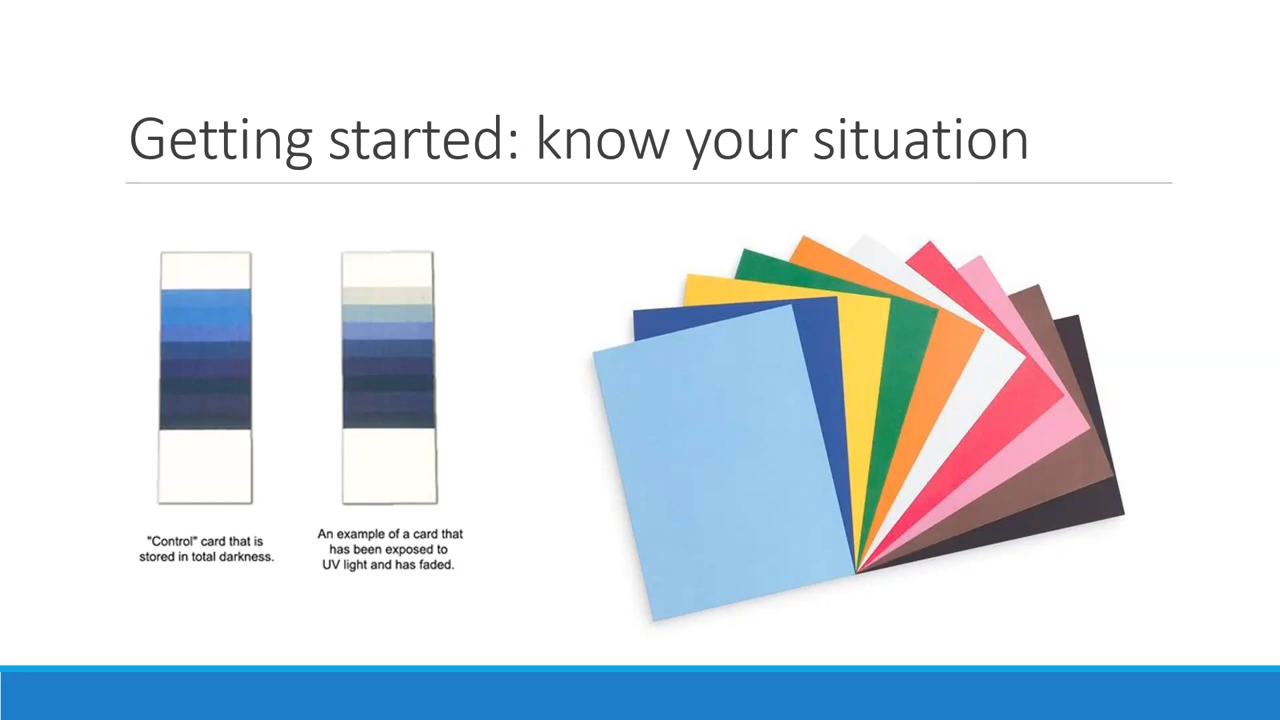 Getting started: know your situation
"Control" card that is
stored in total darkness.
An example of a card that
has been exposed to
UV light and has faded.